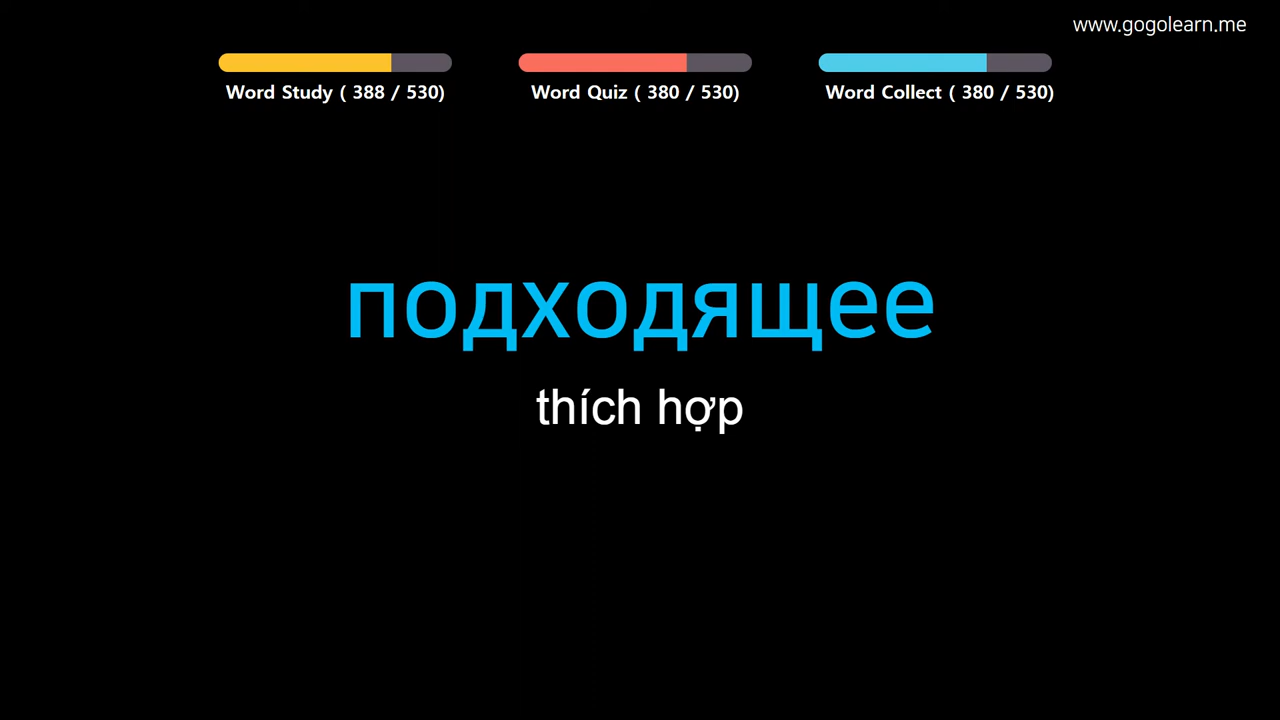 www.gogolearn.me
Word Study ( 388 / 530)
Word Quiz ( 380 / 530)
Word Collect ( 380 / 530)
подходящее
thích hợp